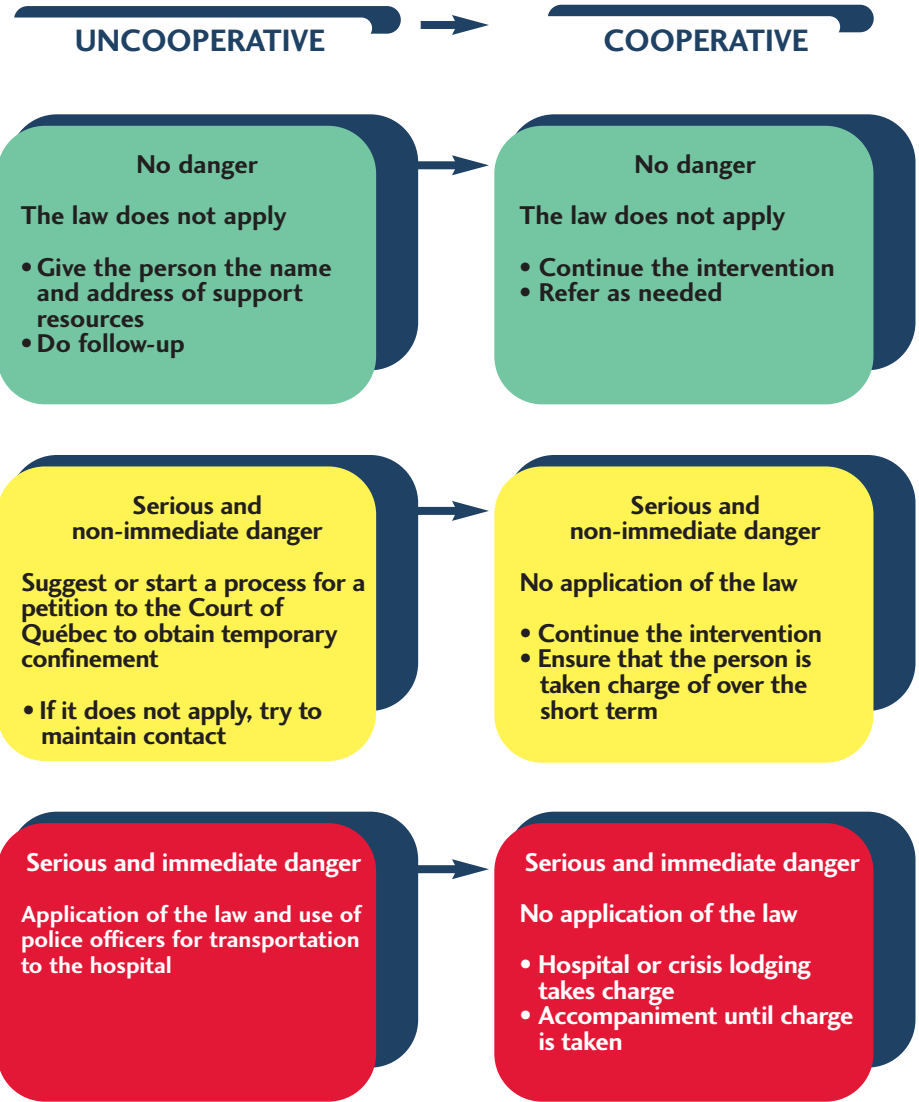 UNCOOPERATIVE
COOPERATIVE
No danger
The law does not apply
• Give the person the name
and address of support
resources
• Do follow-up
No danger
The law does not apply
• Continue the intervention
• Refer as needed
Serious and
non-immediate danger
Suggest or start a process for a
petition to the Court of
Québec to obtain temporary
confinement
• If it does not apply, try to
maintain contact
Serious and
non-immediate danger
No application of the law
• Continue the intervention
• Ensure that the person is
taken charge of over the
short term
Serious and immediate danger
Application of the law and use of
police officers for transportation
to the hospital
Serious and immediate danger
No application of the law
• Hospital or crisis lodging
takes charge
• Accompaniment until charge
is taken